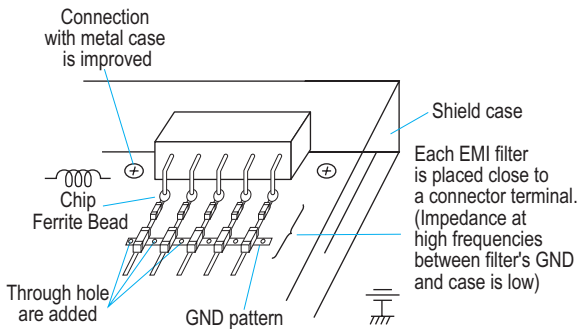 Connection
with metal case
is improved
Shield case
Each EMI filter
is placed close to
a connector terminal.
(Impedance at
high frequencies
between filter's GND
and case is low)
Chip
Ferrite Bead
Through hole
are added
GND pattern